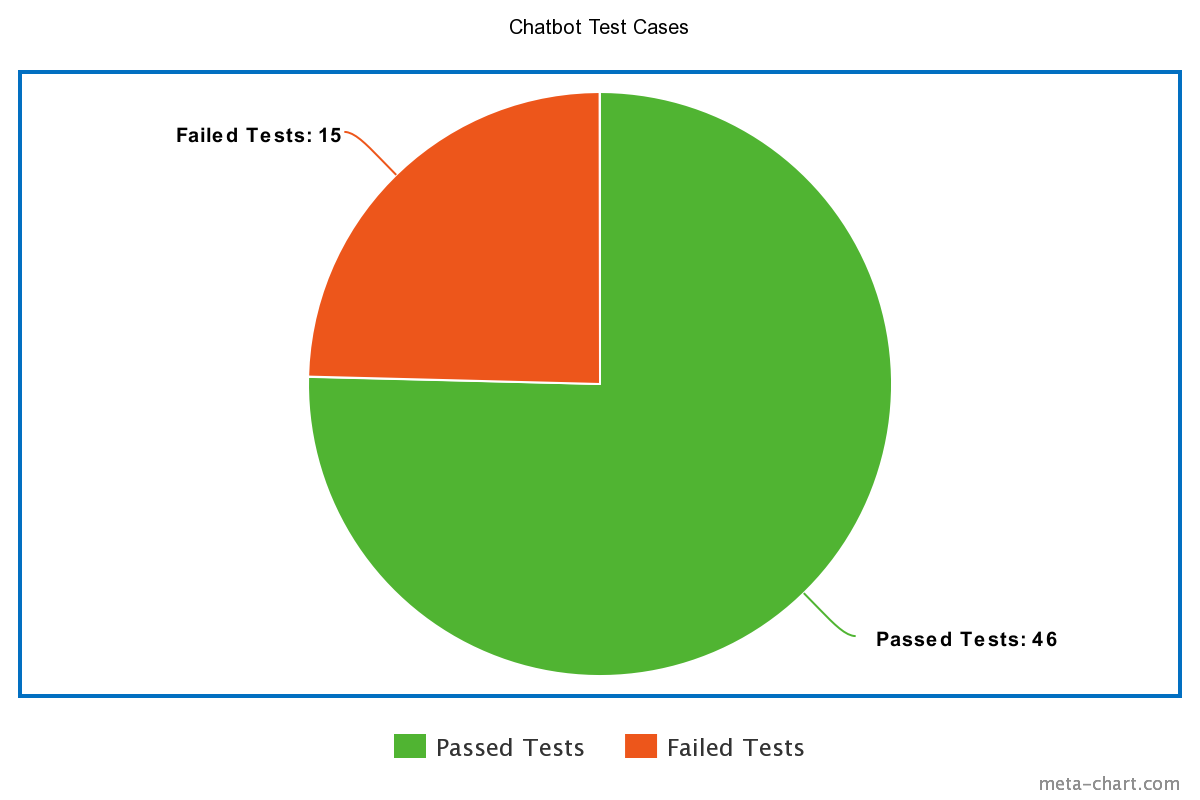 Chatbot Test Cases
Failed Tests: 15
Passed Tests: 46
Passed Tests
Failed Tests
meta-chart.com